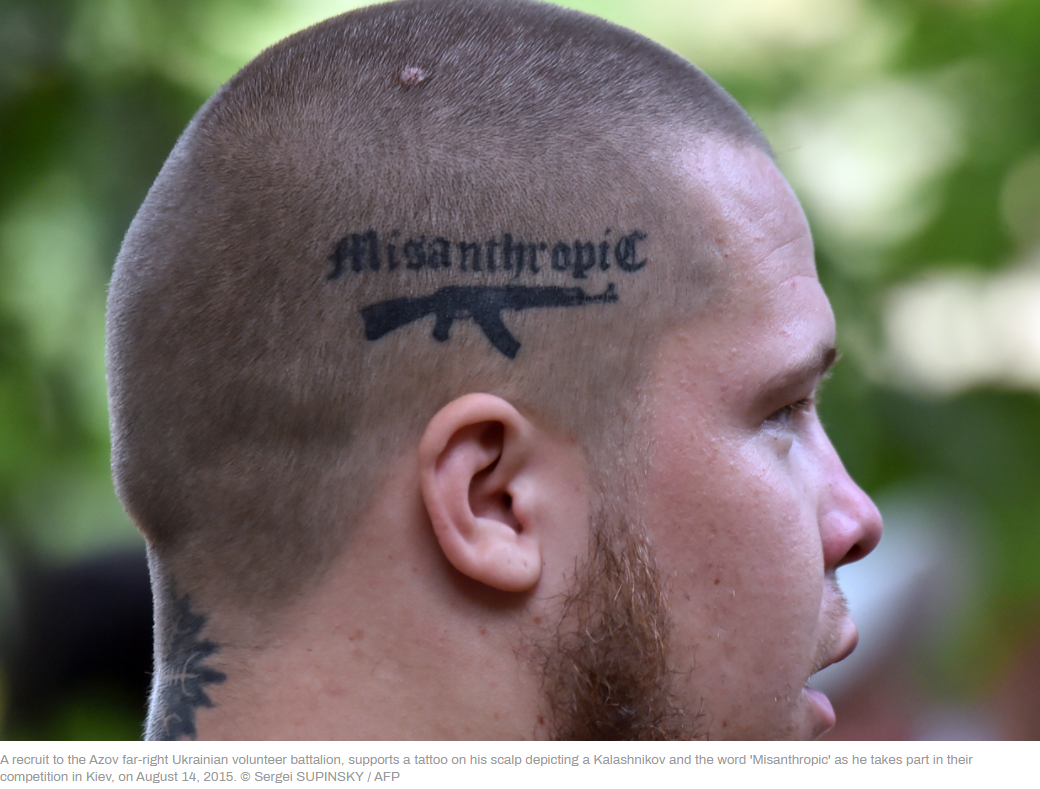 MisanthropiC
A recruit to the Azov far-right Ukrainian volunteer battalion, supports a tattoo on his scalp depicting a Kalashnikov and the word 'Misanthropic' as he takes part in their
competition in Kiev, on August 14, 2015. © Sergei SUPINSKY / AFP